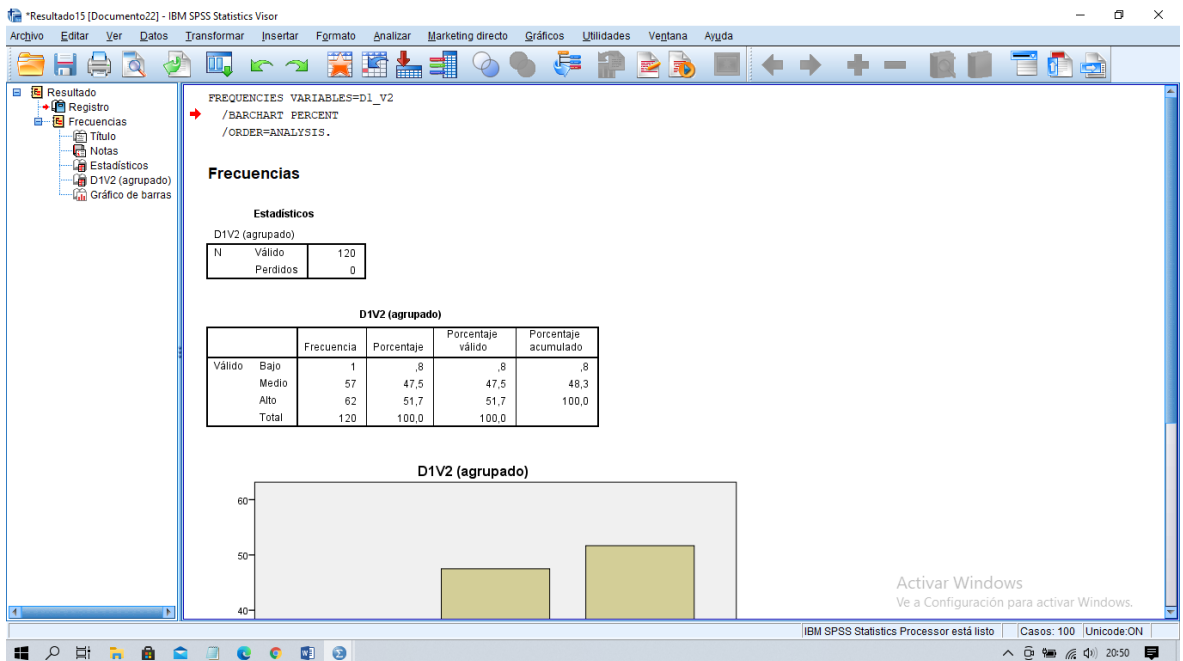 *Resultado15 [Documento22] - IBM SPSS Statistics Visor
Archivo Editar Ver Datos Transformar Insertar Formato Analizar Marketing directo Gráficos Utilidades Ventana Ayuda
Resultado
Registro
Frecuencias
Título
Notas
Estadísticos
D1V2 (agrupado)
Gráfico de barras
FREQUENCIES VARIABLES=D1_V2
/BARCHART PERCENT
/ORDER=ANALYSIS.
Frecuencias
Estadísticos
D1V2 (agrupado)
N Válido 120
Perdidos 0
D1V2 (agrupado)
Frecuencia Porcentaje Porcentaje válido Porcentaje acumulado
Válido Bajo 1 ,8 ,8 ,8
Medio 57 47,5 47,5 48,3
Alto 62 51,7 51,7 100,0
Total 120 100,0 100,0
D1V2 (agrupado)
60
50
40
Activar Windows
Ve a Configuración para activar Windows.
IBM SPSS Statistics Processor está listo Casos: 100 Unicode:ON
20:50